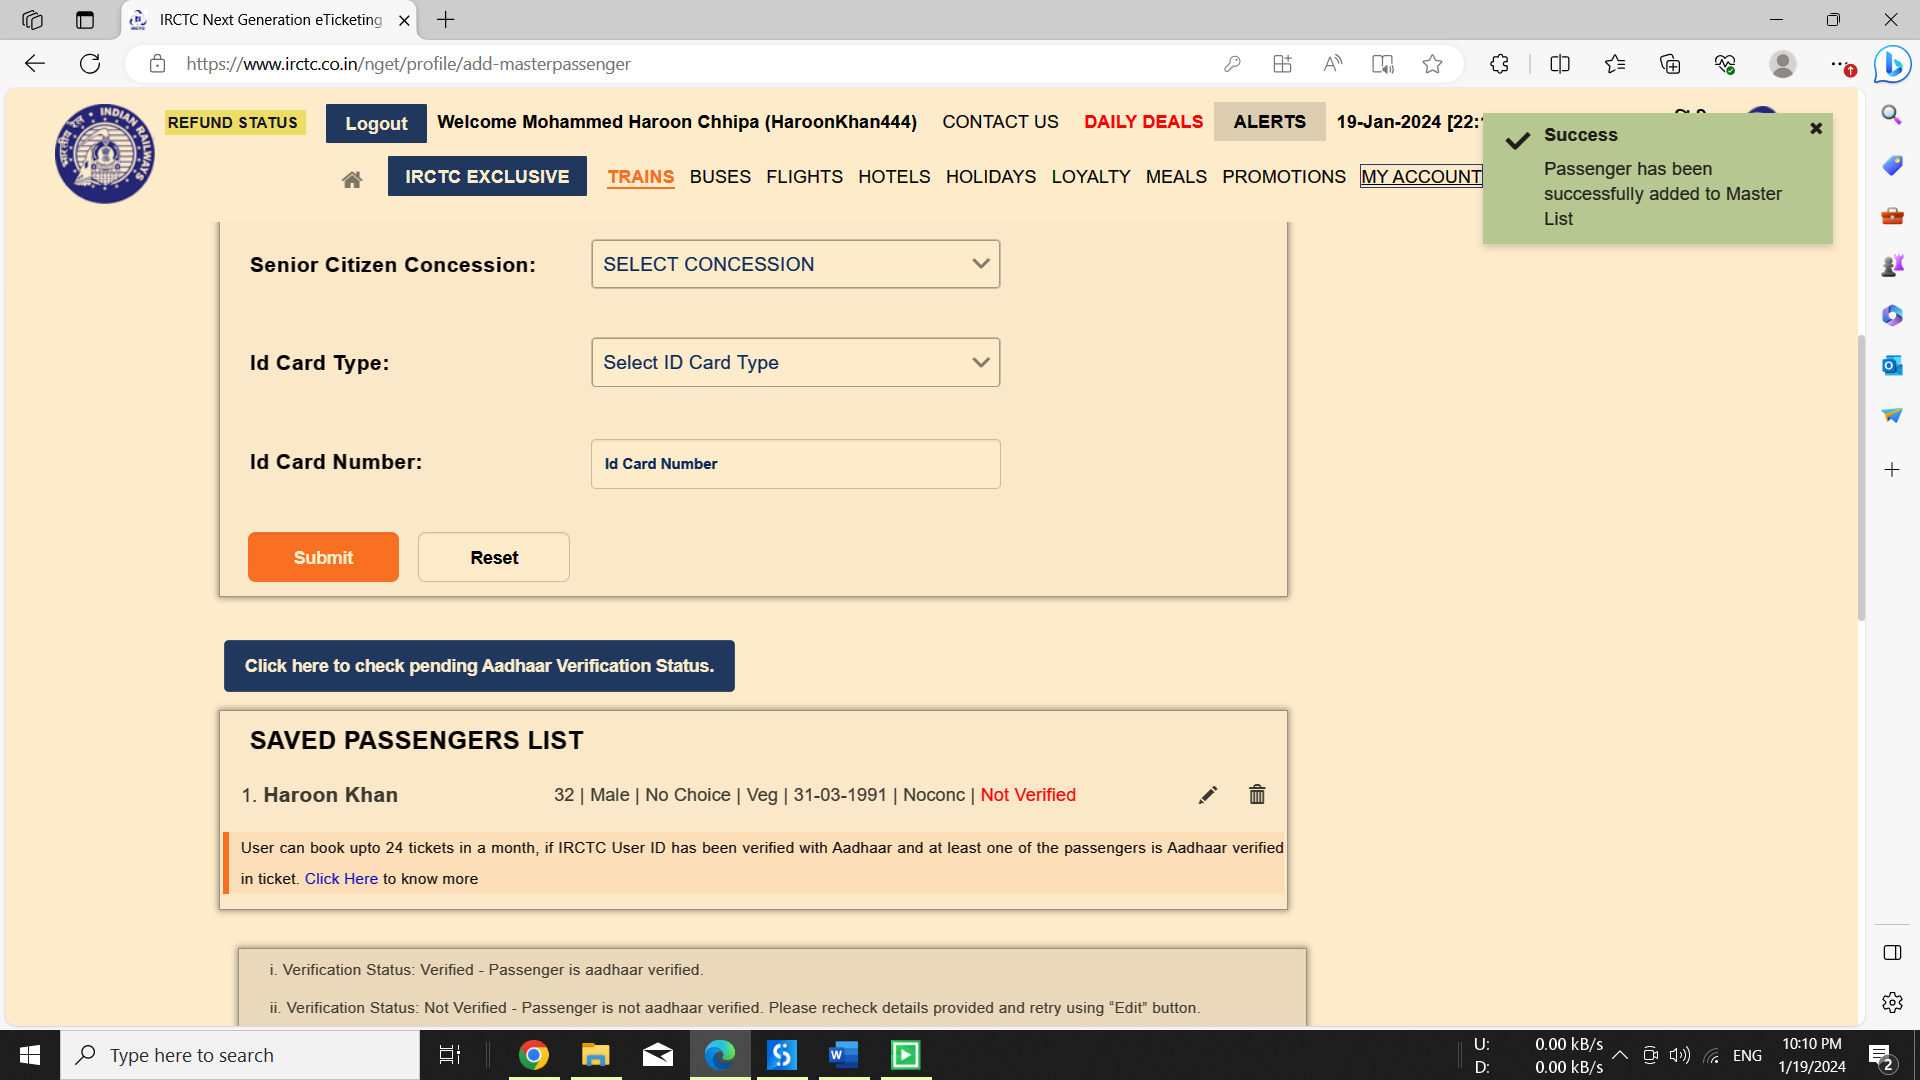 IRCTC Next Generation eTicketing
https://www.irctc.co.in/nget/profile/add-masterpassenger
INDIAN RAILWAYS
REFUND STATUS
Logout
Welcome Mohammed Haroon Chhipa (HaroonKhan444)
CONTACT US
DAILY DEALS
ALERTS
19-Jan-2024 [22:
IRCTC EXCLUSIVE
TRAINS
BUSES
FLIGHTS
HOTELS
HOLIDAYS
LOYALTY
MEALS
PROMOTIONS
MY ACCOUNT
Success
Passenger has been
successfully added to Master
List
Senior Citizen Concession:
SELECT CONCESSION
Id Card Type:
Select ID Card Type
Id Card Number:
Id Card Number
Submit
Reset
Click here to check pending Aadhaar Verification Status.
SAVED PASSENGERS LIST
1. Haroon Khan
32 | Male | No Choice | Veg | 31-03-1991 | Noconc | Not Verified
User can book upto 24 tickets in a month, if IRCTC User ID has been verified with Aadhaar and at least one of the passengers is Aadhaar verified
in ticket. Click Here to know more
i. Verification Status: Verified - Passenger is aadhaar verified.
ii. Verification Status: Not Verified - Passenger is not aadhaar verified. Please recheck details provided and retry using “Edit” button.
Type here to search
U: 0.00 kB/s
D: 0.00 kB/s
ENG
10:10 PM
1/19/2024
2